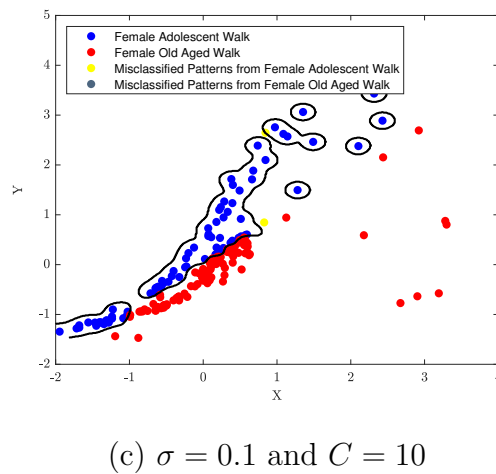 5
Female Adolescent Walk
Female Old Aged Walk
Misclassified Patterns from Female Adolescent Walk
Misclassified Patterns from Female Old Aged Walk
4
3
2
1
0
-1
-2
Y
-2 -1 0 1 2 3 4
X
(c) σ = 0.1 and C = 10